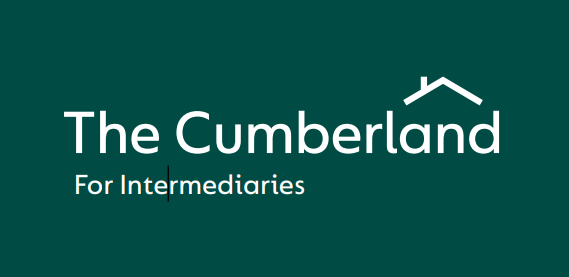 The Cumberland
For Intermediaries